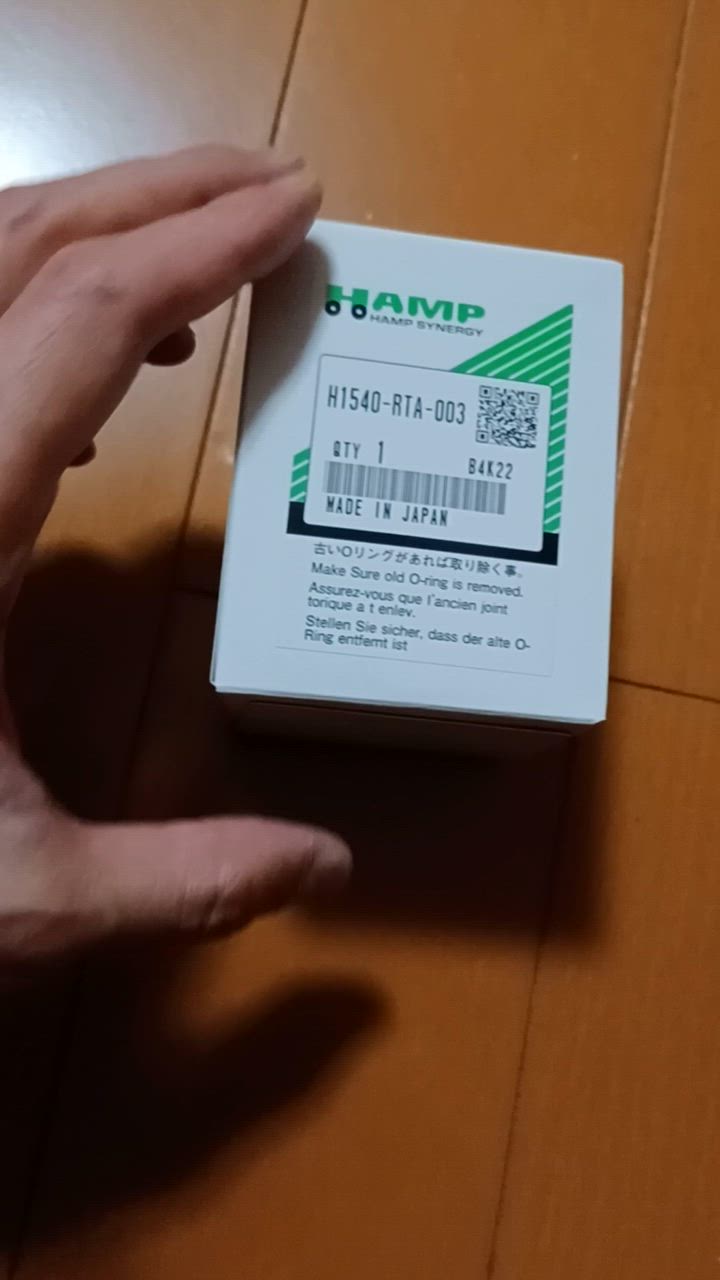 HAMP
HAMP SYNERGY
H1540-RTA-003
QTY 1
B4K22
MADE IN JAPAN
古いOリングがあれば取り除く事。
Make Sure old O-ring is removed.
Assurez-vous que l'ancien joint
torique a t enlev.
Stellen Sie sicher, dass der alte O-
Ring entfernt ist